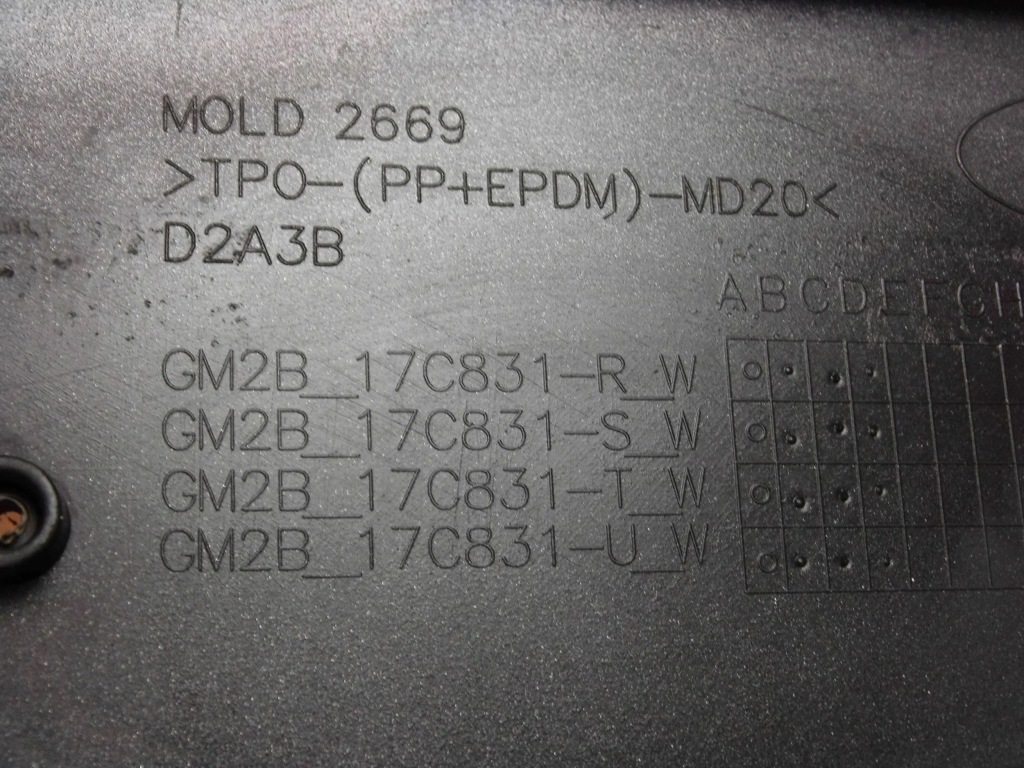 MOLD 2669
>TPO-(PP+EPDM)-MD20<
D2A3B
ABCDEFGH
GM2B_17C831-R_W
GM2B_17C831-S_W
GM2B_17C831-T_W
GM2B_17C831-U_W